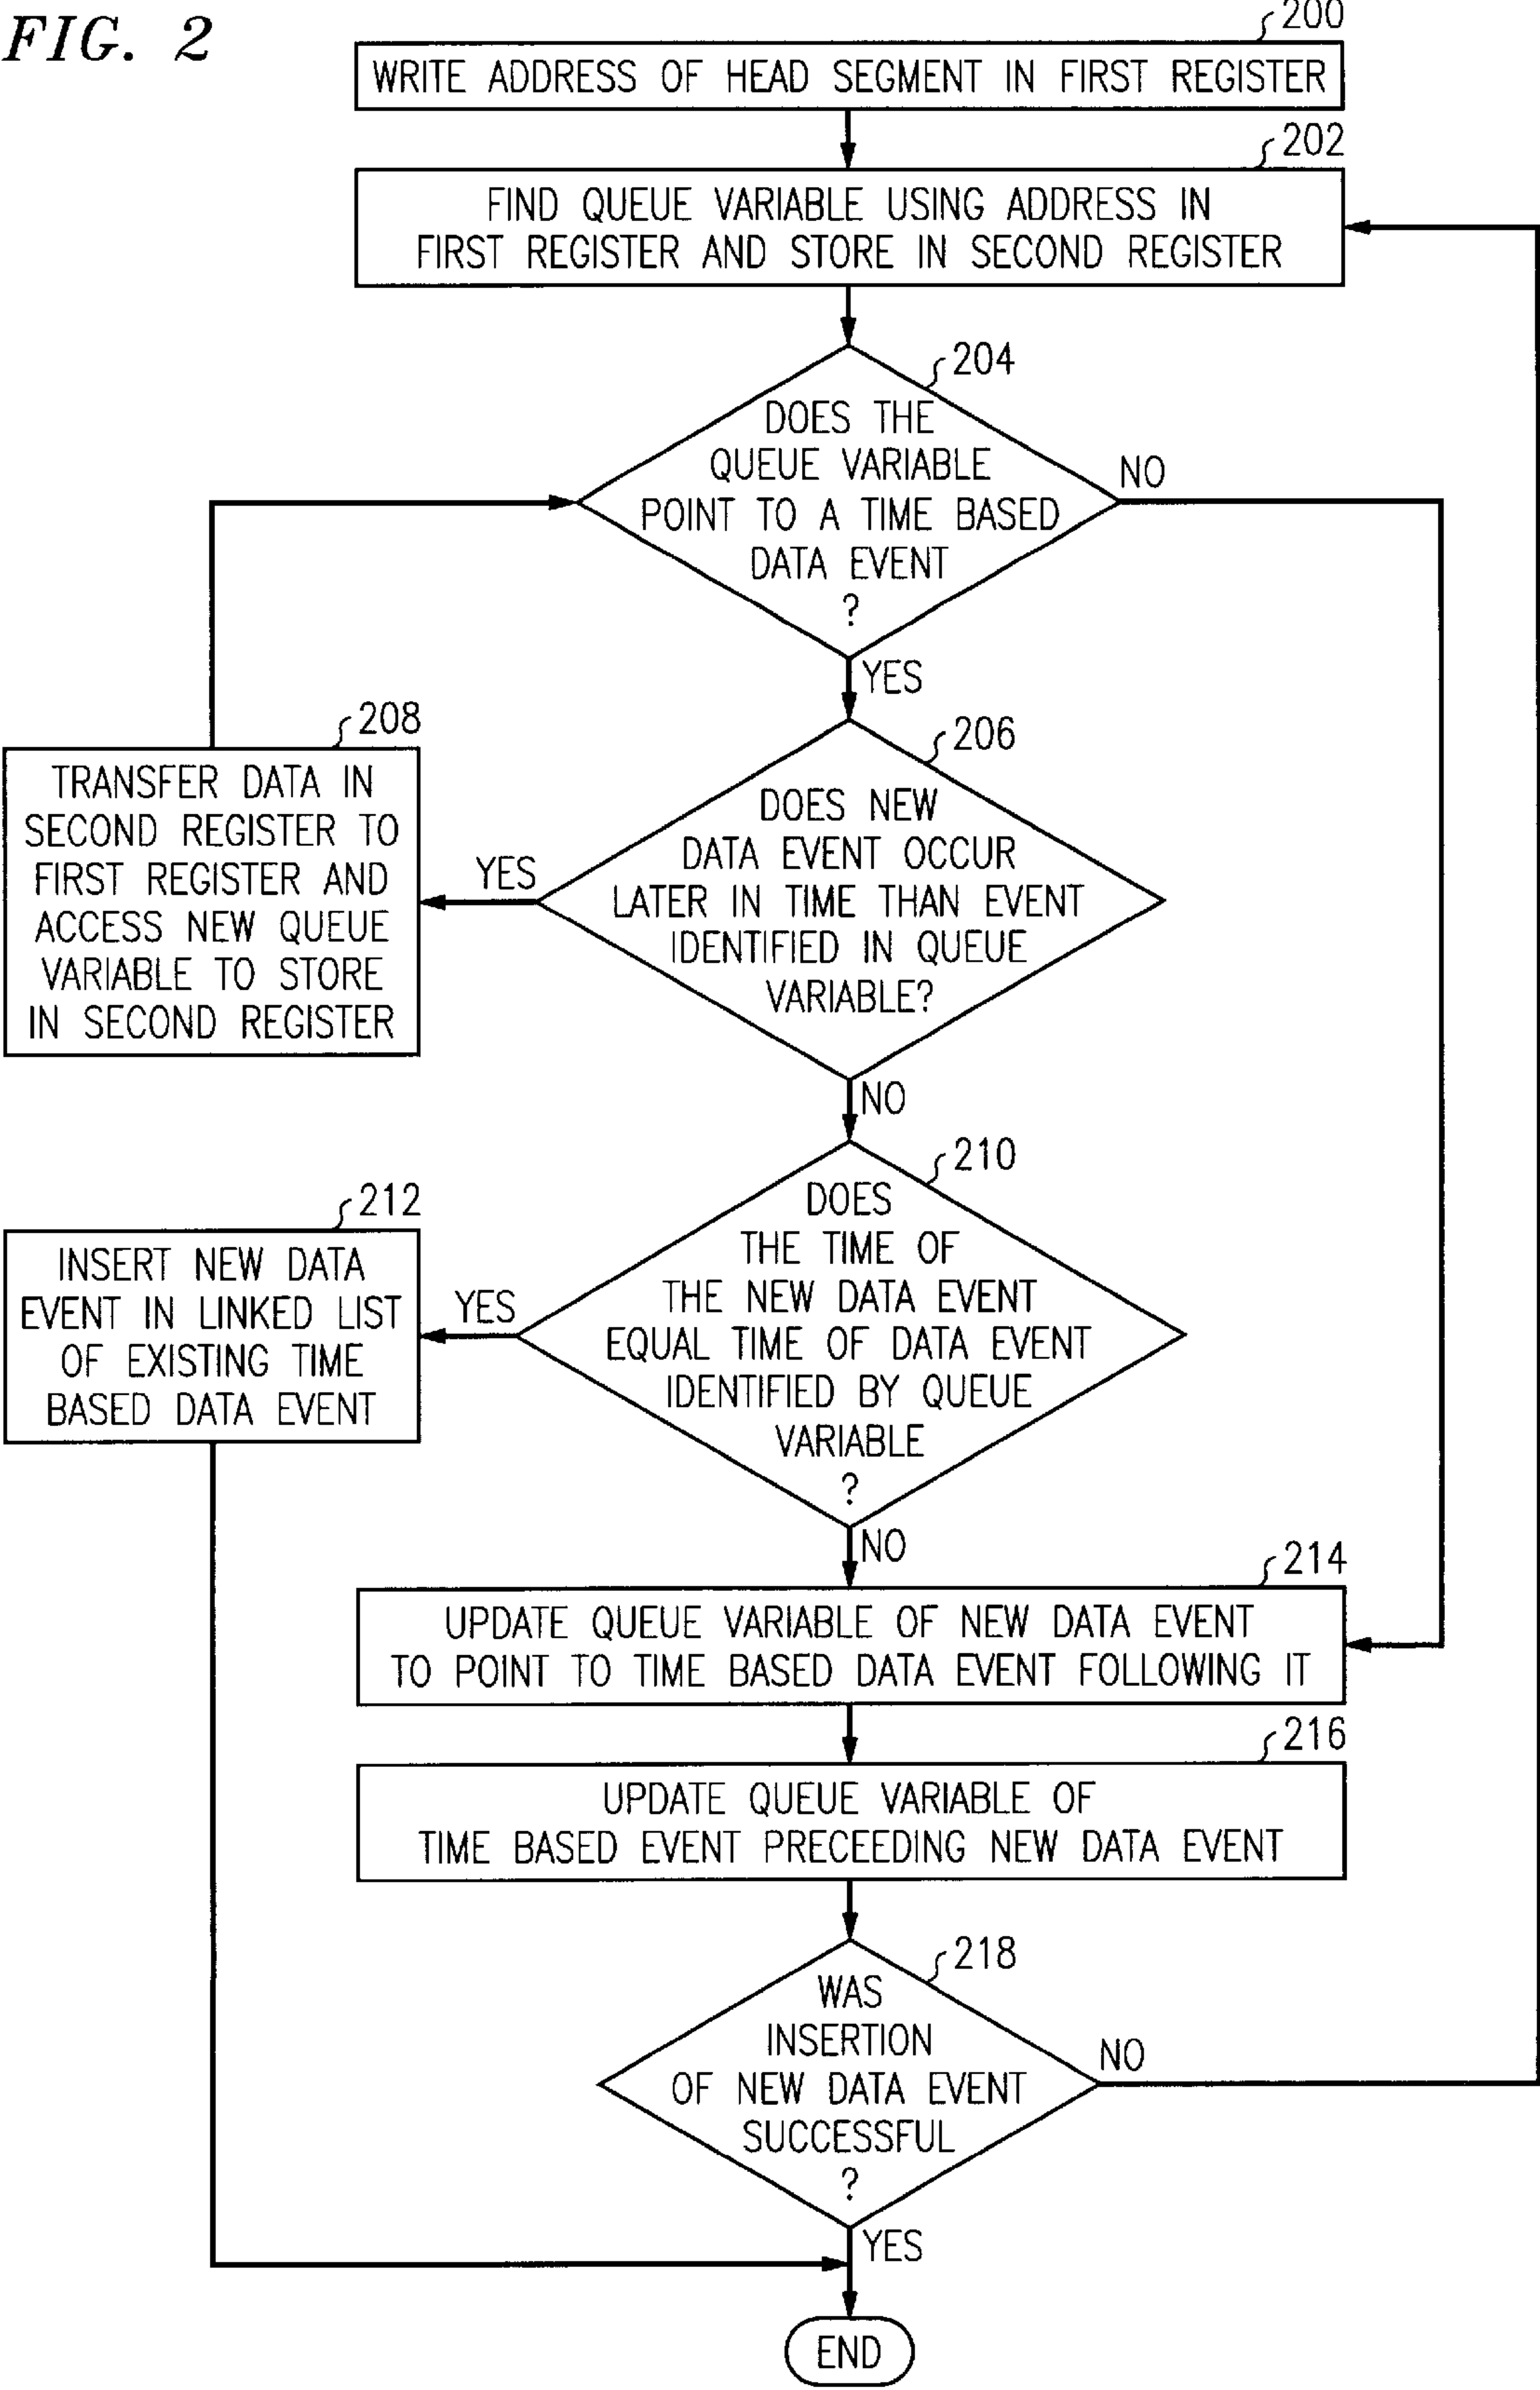 FIG. 2
200
WRITE ADDRESS OF HEAD SEGMENT IN FIRST REGISTER
202
FIND QUEUE VARIABLE USING ADDRESS IN
FIRST REGISTER AND STORE IN SECOND REGISTER
204
DOES THE
QUEUE VARIABLE
POINT TO A TIME BASED
DATA EVENT
?
NO
YES
208
TRANSFER DATA IN
SECOND REGISTER TO
FIRST REGISTER AND
ACCESS NEW QUEUE
VARIABLE TO STORE
IN SECOND REGISTER
206
DOES NEW
DATA EVENT OCCUR
LATER IN TIME THAN EVENT
IDENTIFIED IN QUEUE
VARIABLE?
YES
NO
210
DOES
THE TIME OF
THE NEW DATA EVENT
EQUAL TIME OF DATA EVENT
IDENTIFIED BY QUEUE
VARIABLE
?
YES
212
INSERT NEW DATA
EVENT IN LINKED LIST
OF EXISTING TIME
BASED DATA EVENT
NO
214
UPDATE QUEUE VARIABLE OF NEW DATA EVENT
TO POINT TO TIME BASED DATA EVENT FOLLOWING IT
216
UPDATE QUEUE VARIABLE OF
TIME BASED EVENT PRECEEDING NEW DATA EVENT
218
WAS
INSERTION
OF NEW DATA EVENT
SUCCESSFUL
?
NO
YES
END